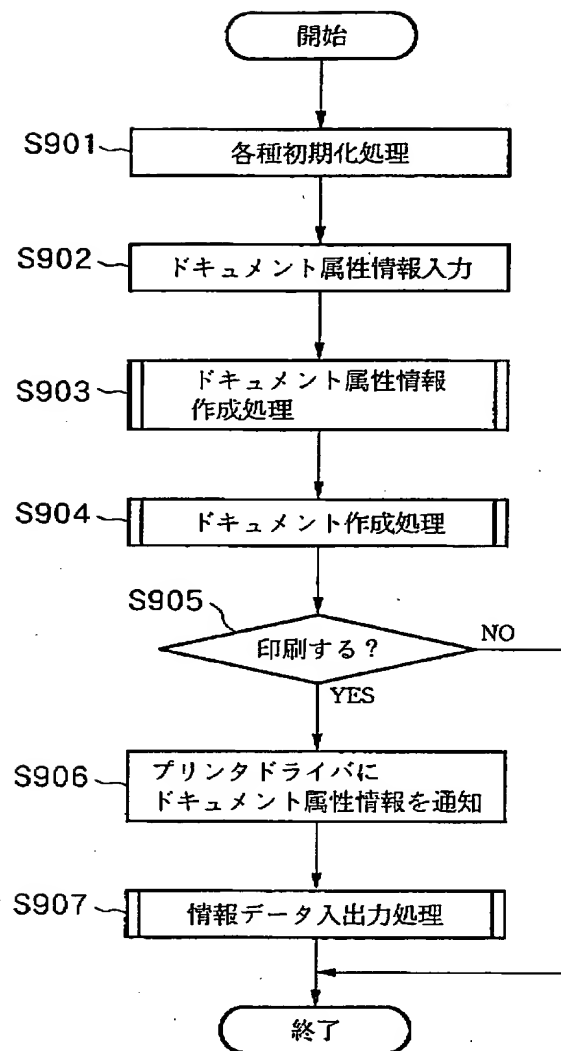 開始
S901
各種初期化処理
S902
ドキュメント属性情報入力
S903
ドキュメント属性情報
作成処理
S904
ドキュメント作成処理
S905
印刷する?
NO
YES
S906
プリンタドライバに
ドキュメント属性情報を通知
S907
情報データ入出力処理
終了